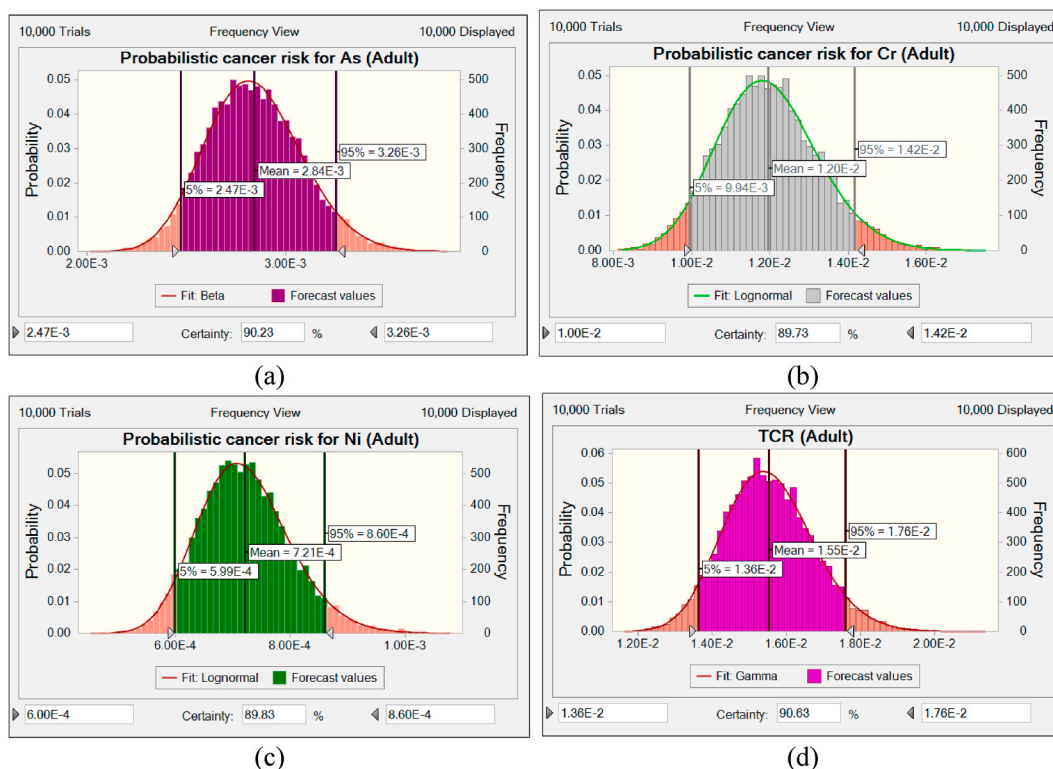 10,000 Trials Frequency View 10,000 Displayed
Probabilistic cancer risk for As (Adult)
Probability
0.05
0.04
0.03
0.02
0.01
0.00
500
400
300
200
100
0
Frequency
95% = 3.26E-3
Mean = 2.84E-3
5% = 2.47E-3
2.00E-3 3.00E-3
Fit: Beta Forecast values
2.47E-3 Certainty: 90.23 % 3.26E-3
(a)
10,000 Trials Frequency View 10,000 Displayed
Probabilistic cancer risk for Cr (Adult)
Probability
0.05
0.04
0.03
0.02
0.01
0.00
500
400
300
200
100
0
Frequency
95% = 1.42E-2
Mean = 1.20E-2
5% = 9.94E-3
8.00E-3 1.00E-2 1.20E-2 1.40E-2 1.60E-2
Fit: Lognormal Forecast values
1.00E-2 Certainty: 89.73 % 1.42E-2
(b)
10,000 Trials Frequency View 10,000 Displayed
Probabilistic cancer risk for Ni (Adult)
Probability
0.05
0.04
0.03
0.02
0.01
0.00
500
400
300
200
100
0
Frequency
95% = 8.60E-4
Mean = 7.21E-4
5% = 5.99E-4
6.00E-4 8.00E-4 1.00E-3
Fit: Lognormal Forecast values
6.00E-4 Certainty: 89.83 % 8.60E-4
(c)
10,000 Trials Frequency View 10,000 Displayed
TCR (Adult)
Probability
0.06
0.05
0.04
0.03
0.02
0.01
0.00
600
500
400
300
200
100
0
Frequency
95% = 1.76E-2
Mean = 1.55E-2
5% = 1.36E-2
1.20E-2 1.40E-2 1.60E-2 1.80E-2 2.00E-2
Fit: Gamma Forecast values
1.36E-2 Certainty: 90.63 % 1.76E-2
(d)